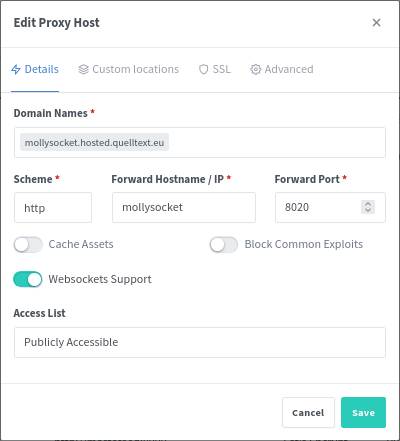 Edit Proxy Host
Details Custom locations SSL Advanced
Domain Names *
mollysocket.hosted.quelltext.eu
Scheme * Forward Hostname / IP * Forward Port *
http mollysocket 8020
Cache Assets Block Common Exploits
Websockets Support
Access List
Publicly Accessible
Cancel Save